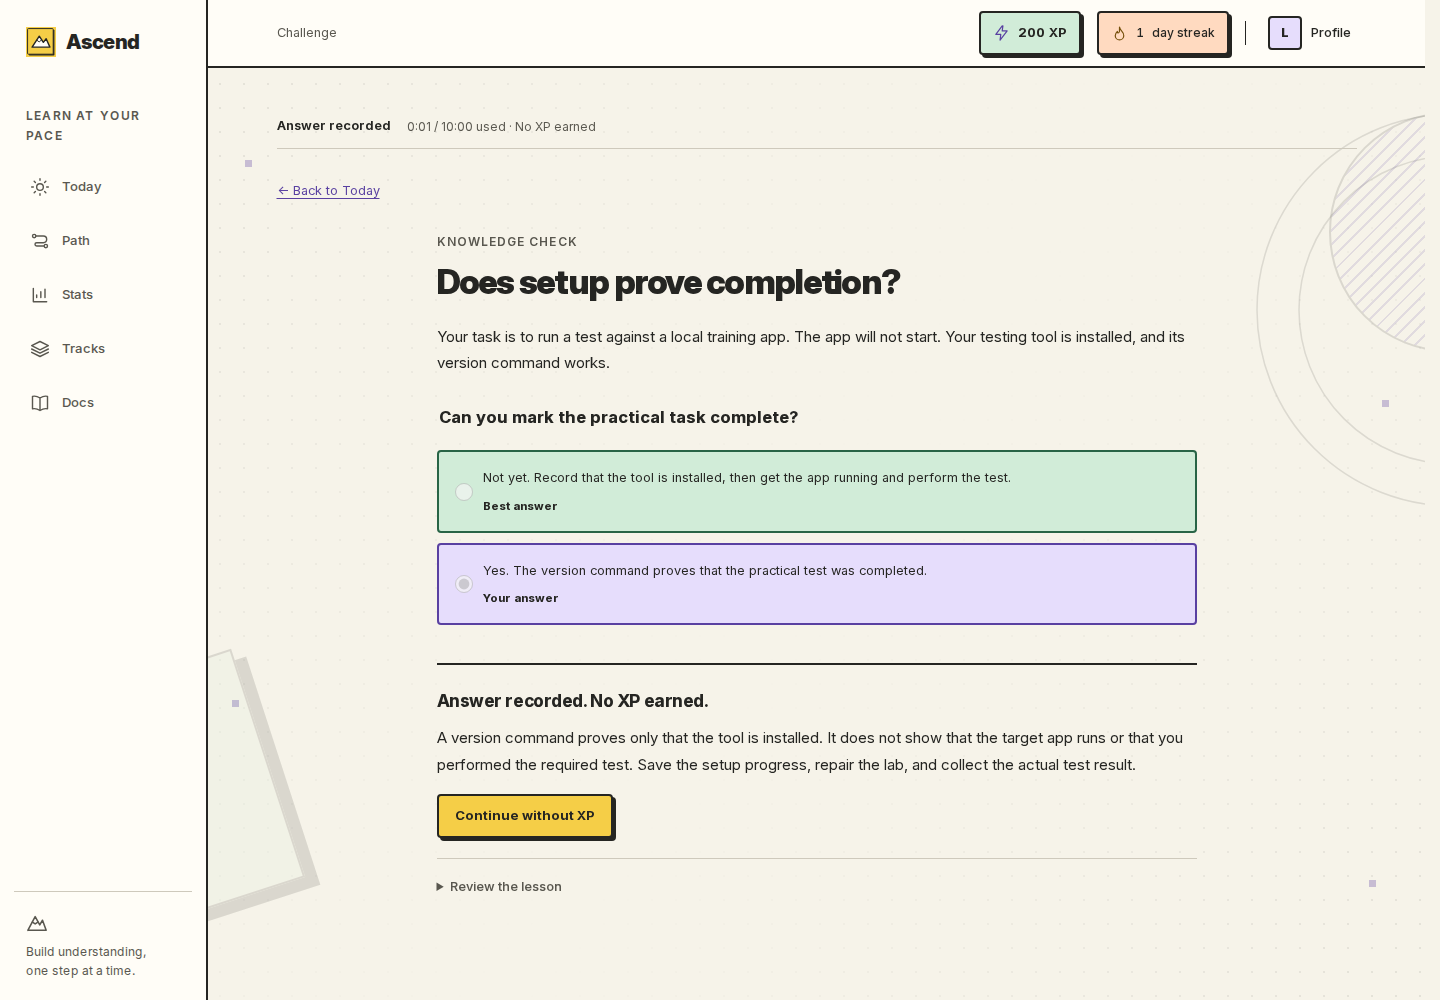 Ascend
LEARN AT YOUR
PACE
Today
Path
Stats
Tracks
Docs
Build understanding,
one step at a time.
Challenge
200 XP
1 day streak
L
Profile
Answer recorded
0:01 / 10:00 used · No XP earned
← Back to Today
KNOWLEDGE CHECK
Does setup prove completion?
Your task is to run a test against a local training app. The app will not start. Your testing tool is installed, and its
version command works.
Can you mark the practical task complete?
Not yet. Record that the tool is installed, then get the app running and perform the test.
Best answer
Yes. The version command proves that the practical test was completed.
Your answer
Answer recorded. No XP earned.
A version command proves only that the tool is installed. It does not show that the target app runs or that you
performed the required test. Save the setup progress, repair the lab, and collect the actual test result.
Continue without XP
Review the lesson